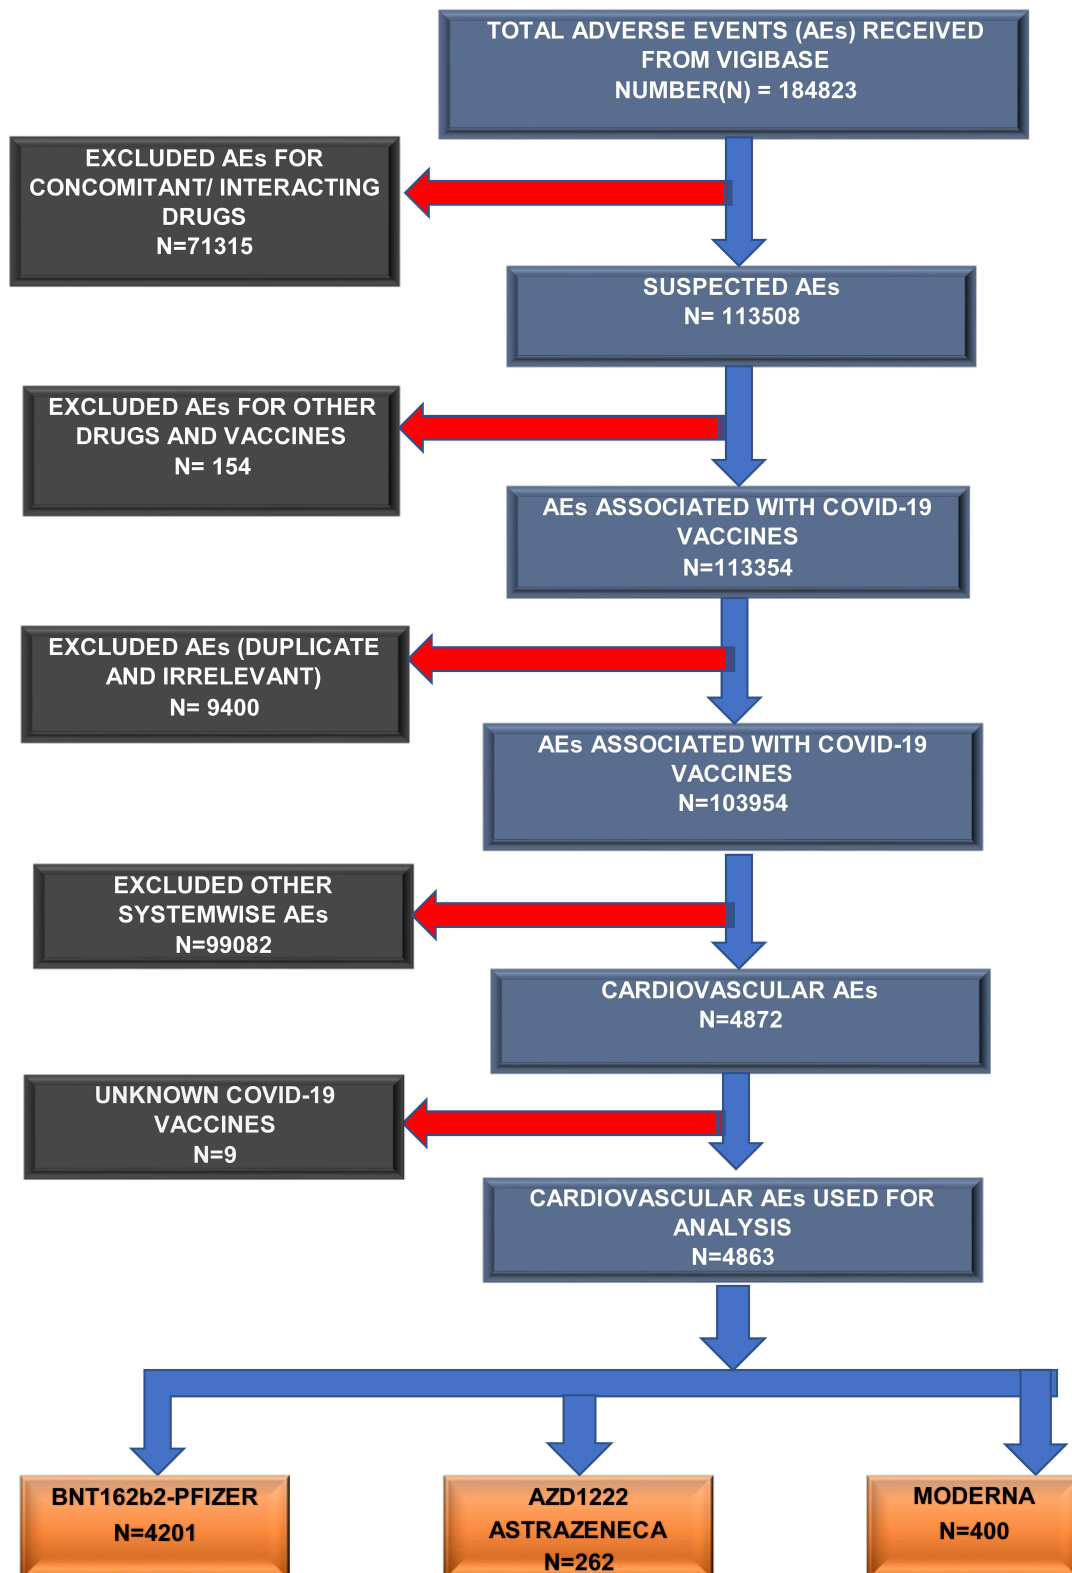 TOTAL ADVERSE EVENTS (AEs) RECEIVED
FROM VIGIBASE
NUMBER(N) = 184823
EXCLUDED AEs FOR
CONCOMITANT/ INTERACTING
DRUGS
N=71315
SUSPECTED AEs
N= 113508
EXCLUDED AEs FOR OTHER
DRUGS AND VACCINES
N= 154
AEs ASSOCIATED WITH COVID-19
VACCINES
N=113354
EXCLUDED AEs (DUPLICATE
AND IRRELEVANT)
N= 9400
AEs ASSOCIATED WITH COVID-19
VACCINES
N=103954
EXCLUDED OTHER
SYSTEMWISE AEs
N=99082
CARDIOVASCULAR AEs
N=4872
UNKNOWN COVID-19
VACCINES
N=9
CARDIOVASCULAR AEs USED FOR
ANALYSIS
N=4863
BNT162b2-PFIZER
N=4201
AZD1222
ASTRAZENECA
N=262
MODERNA
N=400